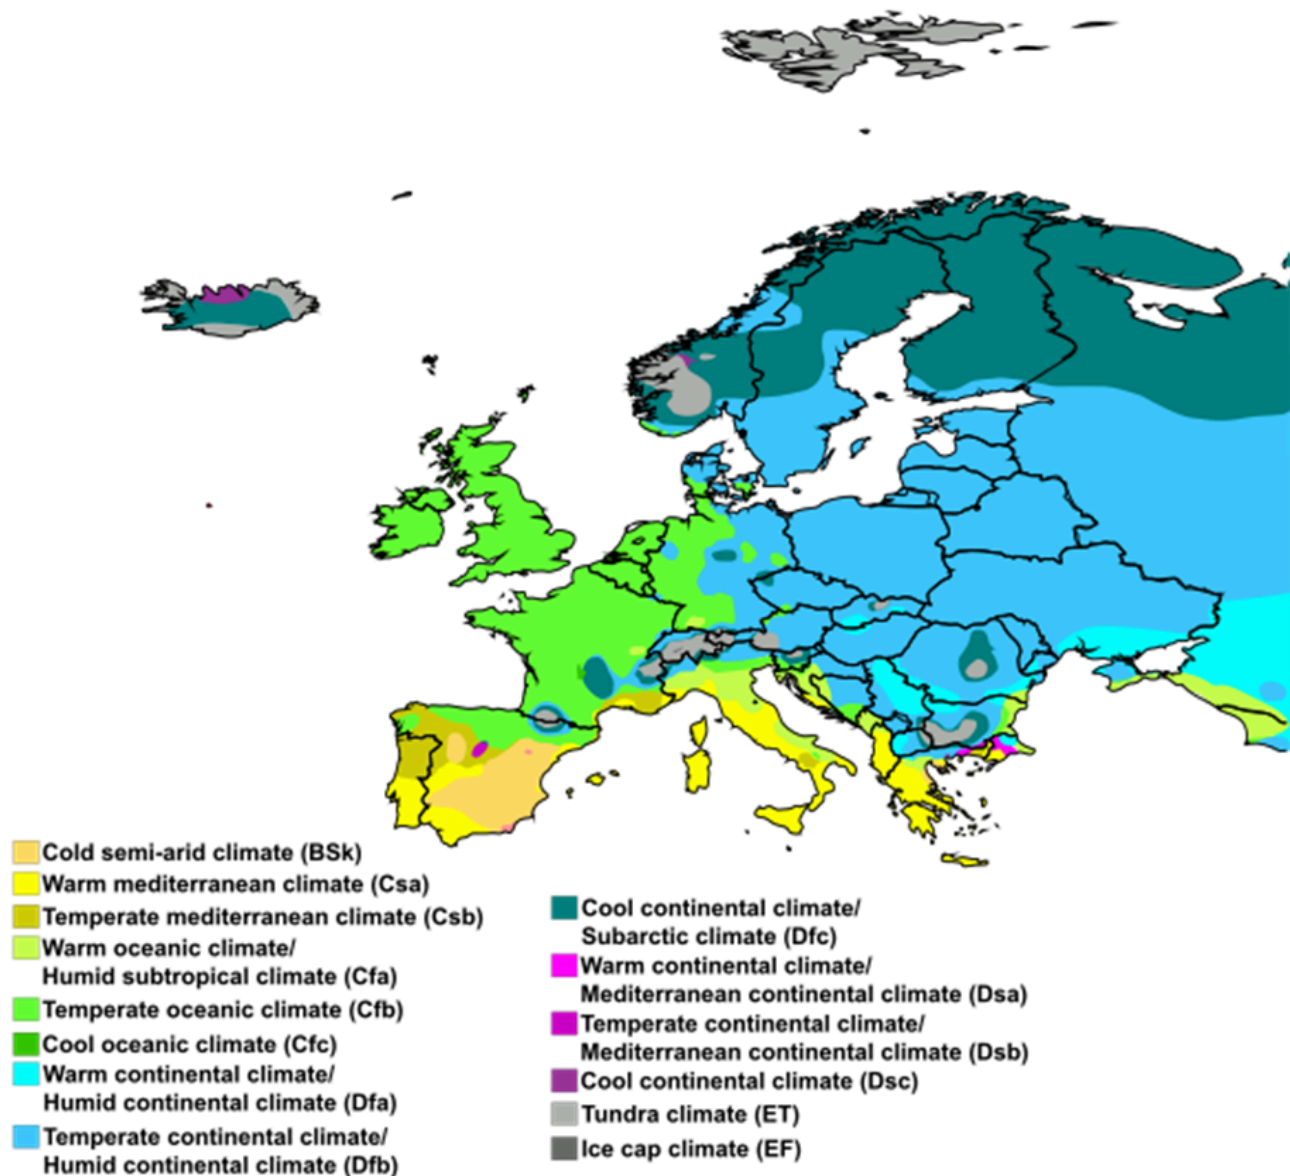 Cold semi-arid climate (BSk)
Warm mediterranean climate (Csa)
Temperate mediterranean climate (Csb)
Warm oceanic climate/
Humid subtropical climate (Cfa)
Temperate oceanic climate (Cfb)
Cool oceanic climate (Cfc)
Warm continental climate/
Humid continental climate (Dfa)
Temperate continental climate/
Humid continental climate (Dfb)
Cool continental climate/
Subarctic climate (Dfc)
Warm continental climate/
Mediterranean continental climate (Dsa)
Temperate continental climate/
Mediterranean continental climate (Dsb)
Cool continental climate (Dsc)
Tundra climate (ET)
Ice cap climate (EF)